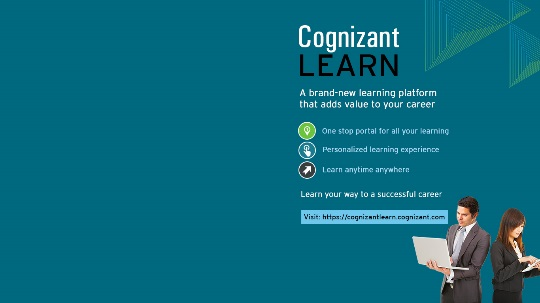 Cognizant
LEARN
A brand-new learning platform
that adds value to your career
One stop portal for all your learning
Personalized learning experience
Learn anytime anywhere
Learn your way to a successful career
Visit: https://cognizantlearn.cognizant.com